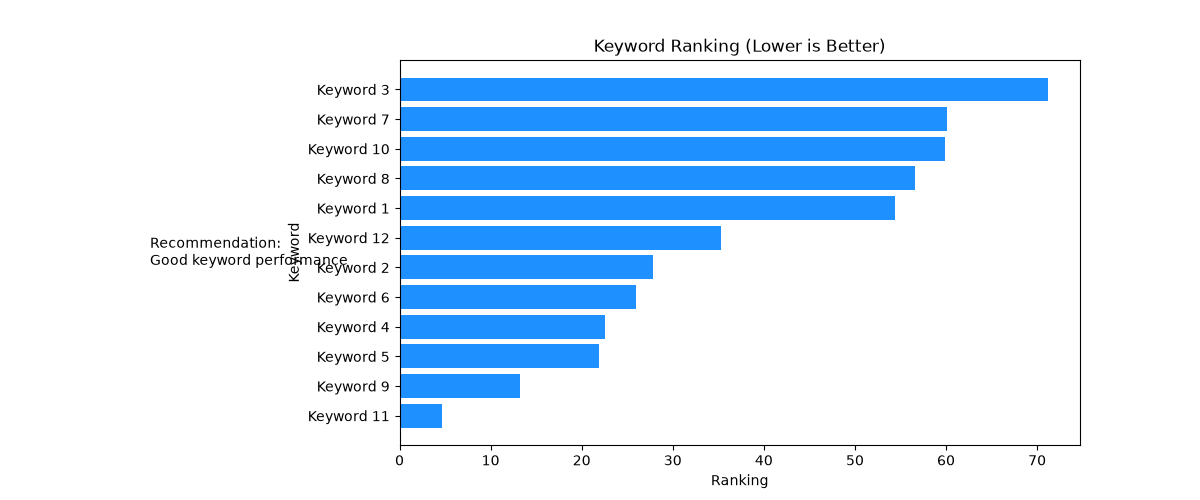 Keyword Ranking (Lower is Better)
Keyword 3
Keyword 7
Keyword 10
Keyword 8
Keyword 1
Keyword 12
Keyword 2
Keyword 6
Keyword 4
Keyword 5
Keyword 9
Keyword 11
Keyword
Recommendation:
Good keyword performance
0 10 20 30 40 50 60 70
Ranking